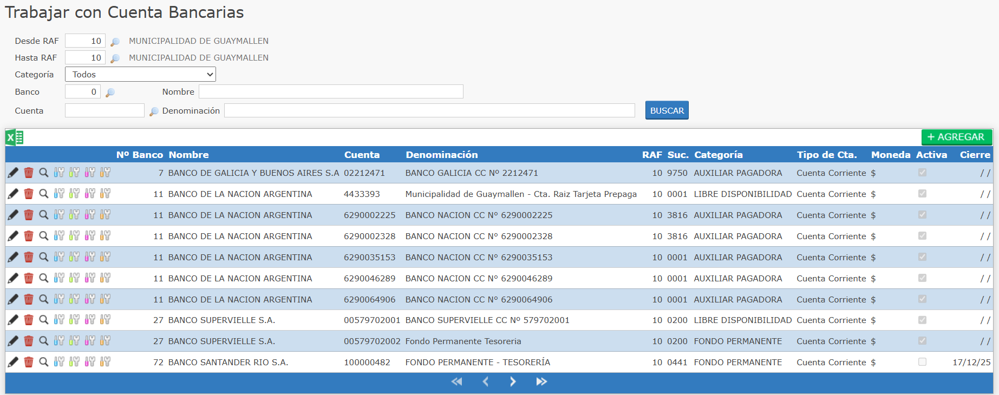 Trabajar con Cuenta Bancarias
Desde RAF 10 MUNICIPALIDAD DE GUAYMALLEN
Hasta RAF 10 MUNICIPALIDAD DE GUAYMALLEN
Categoría Todos
Banco 0 Nombre
Cuenta Denominación BUSCAR
+ AGREGAR
Nº Banco Nombre Cuenta Denominación RAF Suc. Categoría Tipo de Cta. Moneda Activa Cierre
7 BANCO DE GALICIA Y BUENOS AIRES S.A 02212471 BANCO GALICIA CC Nº 2212471 10 9750 AUXILIAR PAGADORA Cuenta Corriente $ / /
11 BANCO DE LA NACION ARGENTINA 4433393 Municipalidad de Guaymallen - Cta. Raiz Tarjeta Prepaga 10 0001 LIBRE DISPONIBILIDAD Cuenta Corriente $ / /
11 BANCO DE LA NACION ARGENTINA 6290002225 BANCO NACION CC Nº 6290002225 10 3816 AUXILIAR PAGADORA Cuenta Corriente $ / /
11 BANCO DE LA NACION ARGENTINA 6290002328 BANCO NACION CC Nº 6290002328 10 3816 AUXILIAR PAGADORA Cuenta Corriente $ / /
11 BANCO DE LA NACION ARGENTINA 6290035153 BANCO NACION CC Nº 6290035153 10 0001 AUXILIAR PAGADORA Cuenta Corriente $ / /
11 BANCO DE LA NACION ARGENTINA 6290046289 BANCO NACION CC Nº 6290046289 10 0001 AUXILIAR PAGADORA Cuenta Corriente $ / /
11 BANCO DE LA NACION ARGENTINA 6290064906 BANCO NACION CC Nº 6290064906 10 0001 AUXILIAR PAGADORA Cuenta Corriente $ / /
27 BANCO SUPERVIELLE S.A. 00579702001 BANCO SUPERVIELLE CC Nº 579702001 10 0200 LIBRE DISPONIBILIDAD Cuenta Corriente $ / /
27 BANCO SUPERVIELLE S.A. 00579702002 Fondo Permanente Tesoreria 10 0200 FONDO PERMANENTE Cuenta Corriente $ / /
72 BANCO SANTANDER RIO S.A. 100000482 FONDO PERMANENTE - TESORERÍA 10 0441 FONDO PERMANENTE Cuenta Corriente $ 17/12/25